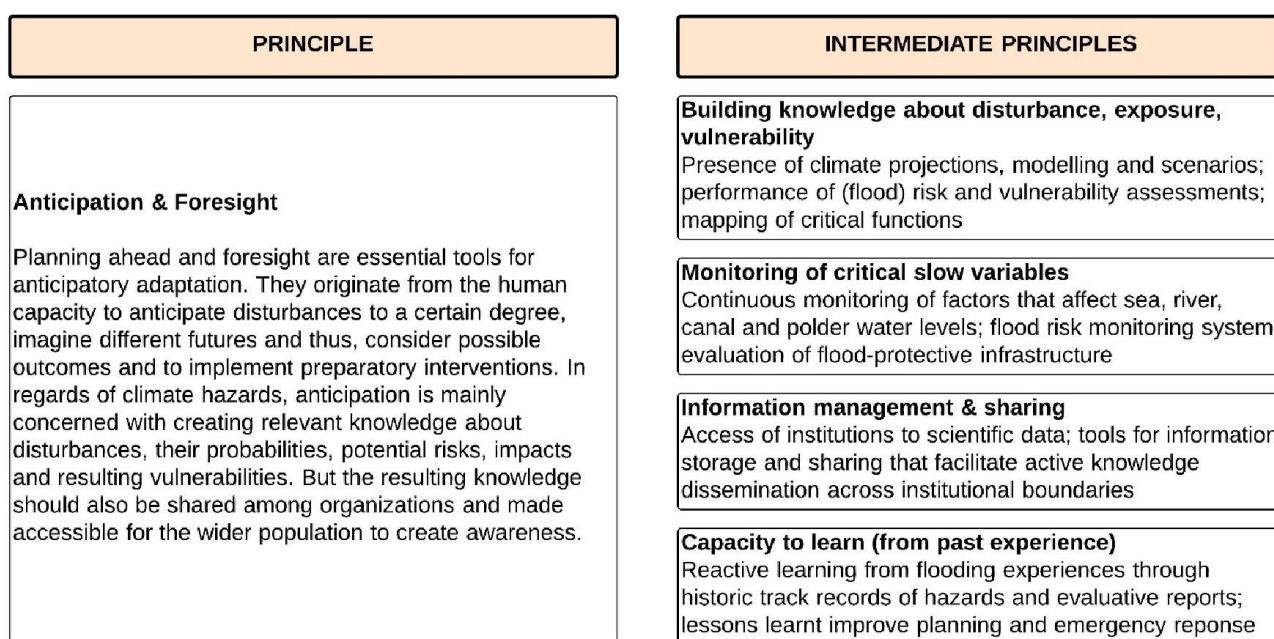 PRINCIPLE
Anticipation & Foresight
Planning ahead and foresight are essential tools for
anticipatory adaptation. They originate from the human
capacity to anticipate disturbances to a certain degree,
imagine different futures and thus, consider possible
outcomes and to implement preparatory interventions. In
regards of climate hazards, anticipation is mainly
concerned with creating relevant knowledge about
disturbances, their probabilities, potential risks, impacts
and resulting vulnerabilities. But the resulting knowledge
should also be shared among organizations and made
accessible for the wider population to create awareness.
INTERMEDIATE PRINCIPLES
Building knowledge about disturbance, exposure,
vulnerability
Presence of climate projections, modelling and scenarios;
performance of (flood) risk and vulnerability assessments;
mapping of critical functions
Monitoring of critical slow variables
Continuous monitoring of factors that affect sea, river,
canal and polder water levels; flood risk monitoring system
evaluation of flood-protective infrastructure
Information management & sharing
Access of institutions to scientific data; tools for information
storage and sharing that facilitate active knowledge
dissemination across institutional boundaries
Capacity to learn (from past experience)
Reactive learning from flooding experiences through
historic track records of hazards and evaluative reports;
lessons learnt improve planning and emergency reponse